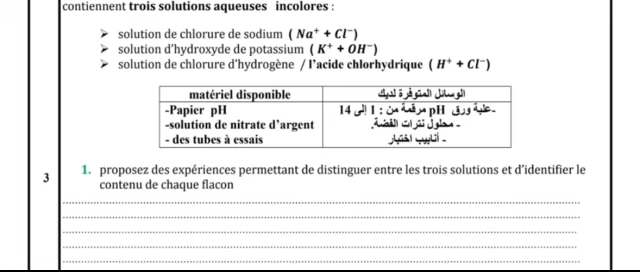 contiennent trois solutions aqueuses incolores :
➢ solution de chlorure de sodium ( Na⁺ + Cl⁻)
➢ solution d'hydroxyde de potassium ( K⁺ + OH⁻)
➢ solution de chlorure d'hydrogène / l'acide chlorhydrique ( H⁺ + Cl⁻)
matériel disponible
الوسائل المتوفرة لديك
-Papier pH
-علبة ورق pH مرقمة من : 1 إلى 14
-solution de nitrate d'argent
- محلول نترات الفضة.
- des tubes à essais
- أنابيب اختبار
1. proposez des expériences permettant de distinguer entre les trois solutions et d'identifier le
3
contenu de chaque flacon